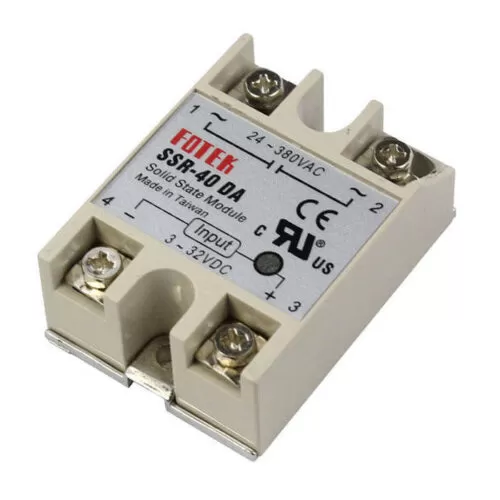 1 ~
24~380VAC
~ 2
FOTEK
SSR-40 DA
Solid State Module
Made in Taiwan
CE
C RU US
4 -
Input
+ 3
3-32VDC